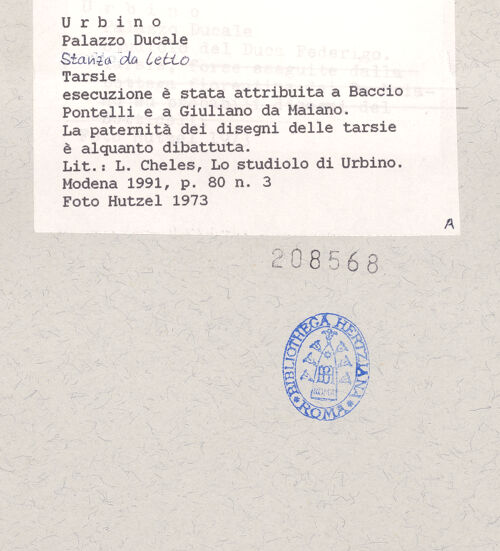 U r b i n o
Palazzo Ducale
Stanza da letto
Tarsie
esecuzione è stata attribuita a Baccio
Pontelli e a Giuliano da Maiano.
La paternità dei disegni delle tarsie
è alquanto dibattuta.
Lit.: L. Cheles, Lo studiolo di Urbino.
Modena 1991, p. 80 n. 3
Foto Hutzel 1973
A
208568
BIBLIOTHECA HERTZIANA
ROMA